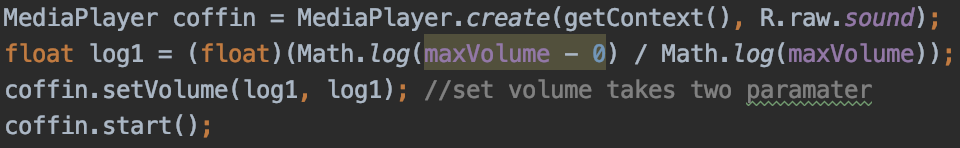 MediaPlayer coffin = MediaPlayer.create(getContext(), R.raw.sound);
float log1 = (float)(Math.log(maxVolume - 0) / Math.log(maxVolume));
coffin.setVolume(log1, log1); //set volume takes two paramater
coffin.start();